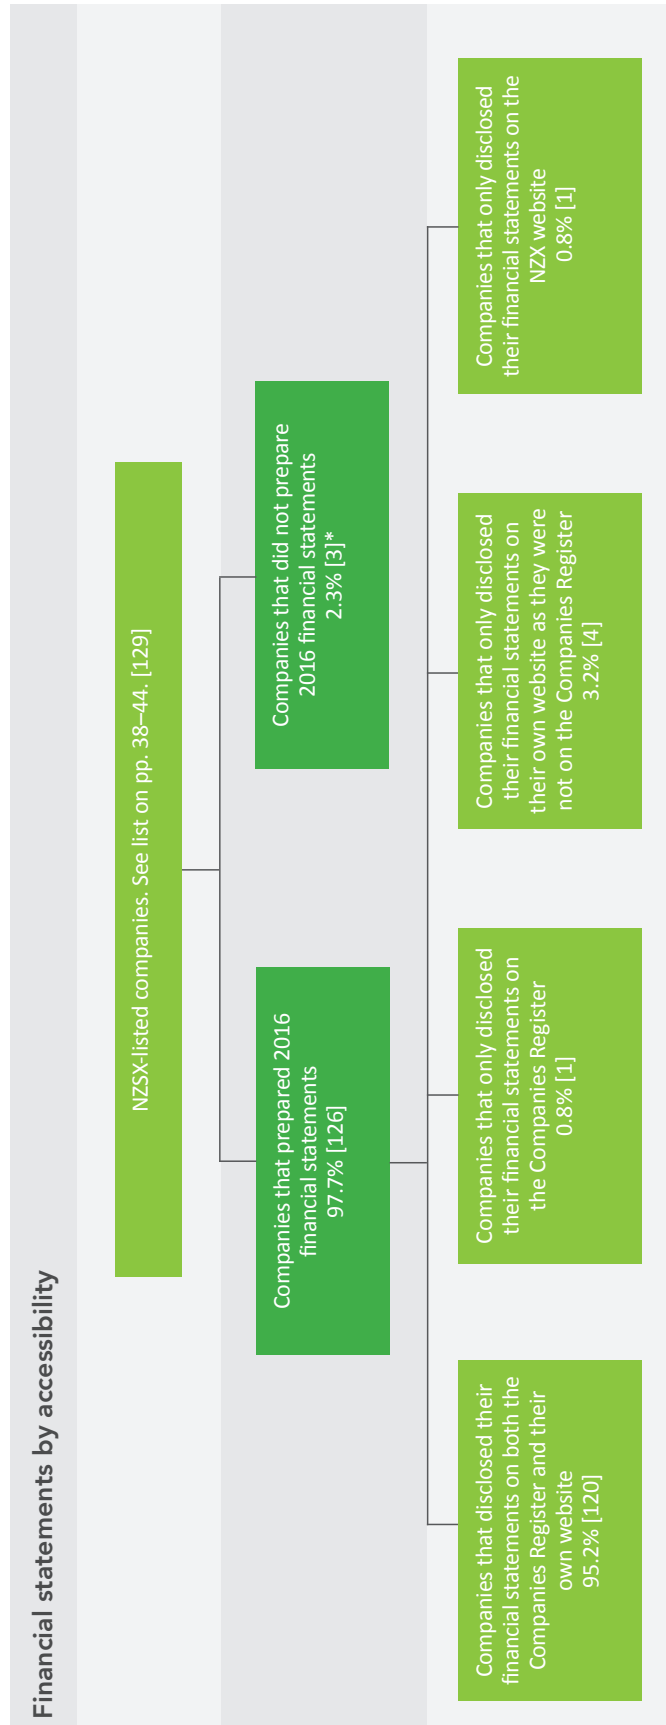 Financial statements by accessibility
NZSX-listed companies. See list on pp. 38–44. [129]
Companies that prepared 2016
financial statements
97.7% [126]
Companies that did not prepare
2016 financial statements
2.3% [3]*
Companies that disclosed their
financial statements on both the
Companies Register and their
own website
95.2% [120]
Companies that only disclosed
their financial statements on
the Companies Register
0.8% [1]
Companies that only disclosed
their financial statements on
their own website as they were
not on the Companies Register
3.2% [4]
Companies that only disclosed
their financial statements on the
NZX website
0.8% [1]